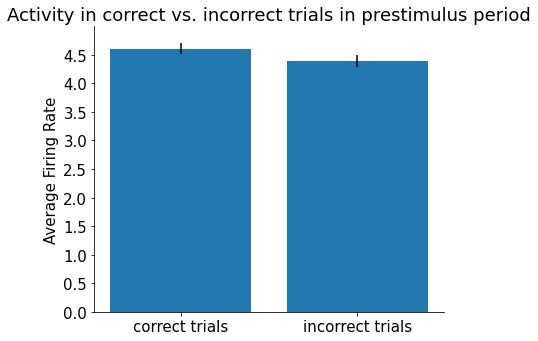 Activity in correct vs. incorrect trials in prestimulus period
Average Firing Rate
4.5
4.0
3.5
3.0
2.5
2.0
1.5
1.0
0.5
0.0
correct trials
incorrect trials